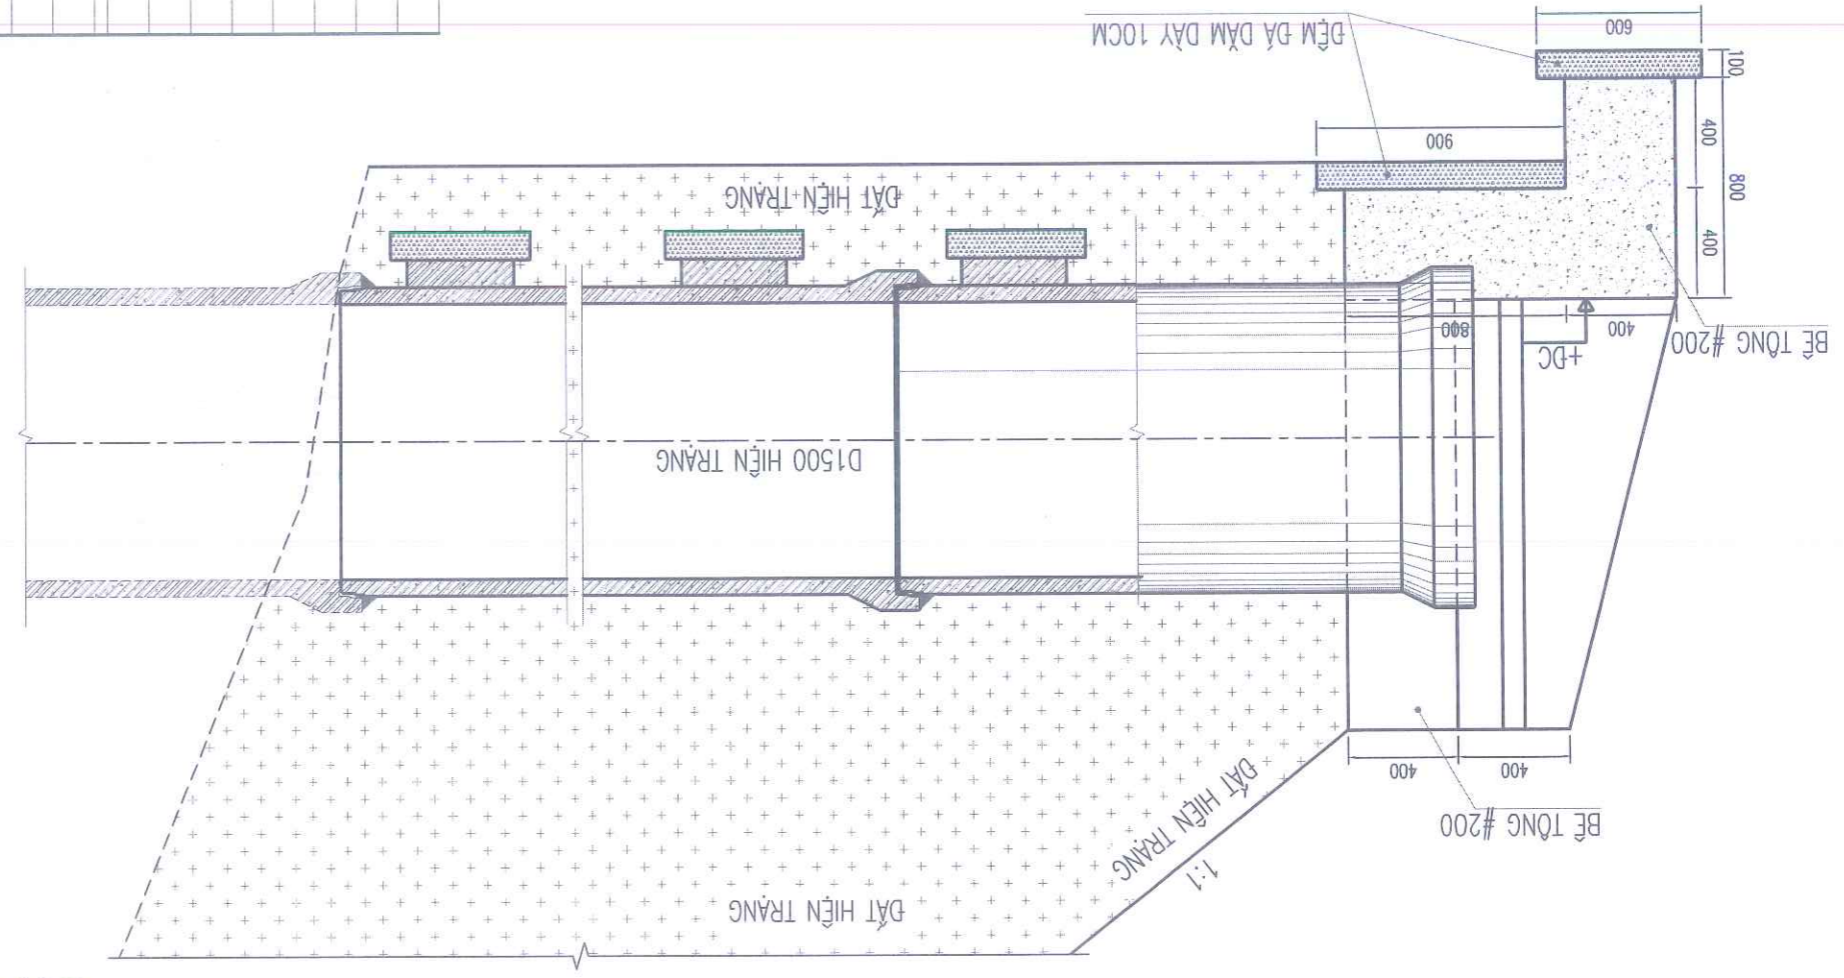 ĐẤT HIỆN TRẠNG
1:1
ĐẤT HIỆN TRẠNG
BÊ TÔNG #200
400
400
D1500 HIỆN TRẠNG
+ĐC
BÊ TÔNG #200
400
800
400
800
400
ĐẤT HIỆN TRẠNG
900
100
600
ĐỆM ĐÁ DĂM DÀY 10CM